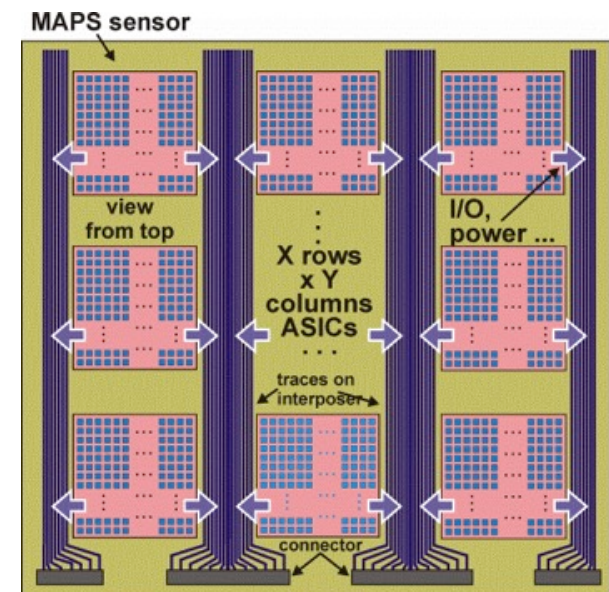 MAPS sensor
view
from top
I/O,
power ...
X rows
x Y
columns
ASICs
traces on
interposer
connector